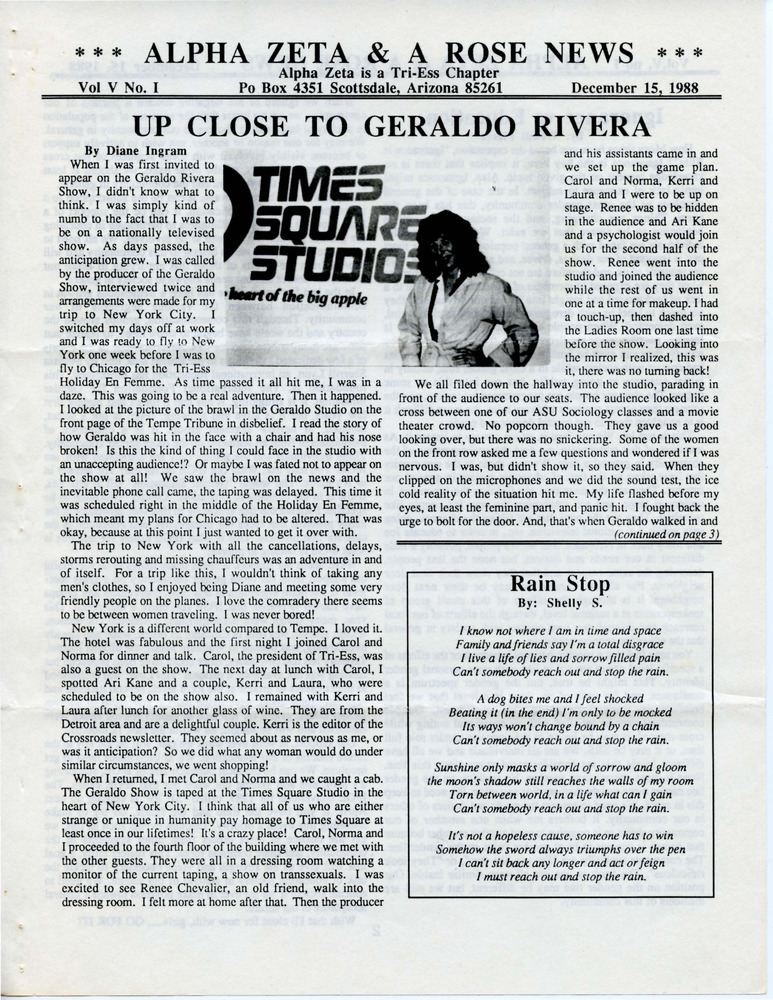 *** ALPHA ZETA & A ROSE NEWS ***
Alpha Zeta is a Tri-Ess Chapter
Vol V No. I Po Box 4351 Scottsdale, Arizona 85261 December 15, 1988
UP CLOSE TO GERALDO RIVERA
By Diane Ingram
When I was first invited to
appear on the Geraldo Rivera
Show, I didn't know what to
think. I was simply kind of
numb to the fact that I was to
be on a nationally televised
show. As days passed, the
anticipation grew. I was called
by the producer of the Geraldo
Show, interviewed twice and
arrangements were made for my
trip to New York City. I
switched my days off at work
and I was ready to fly to New
York one week before I was to
fly to Chicago for the Tri-Ess
Holiday En Femme. As time passed it all hit me, I was in a
daze. This was going to be a real adventure. Then it happened.
I looked at the picture of the brawl in the Geraldo Studio on the
front page of the Tempe Tribune in disbelief. I read the story of
how Geraldo was hit in the face with a chair and had his nose
broken! Is this the kind of thing I could face in the studio with
an unaccepting audience!? Or maybe I was fated not to appear on
the show at all! We saw the brawl on the news and the
inevitable phone call came, the taping was delayed. This time it
was scheduled right in the middle of the Holiday En Femme,
which meant my plans for Chicago had to be altered. That was
okay, because at this point I just wanted to get it over with.
The trip to New York with all the cancellations, delays,
storms rerouting and missing chauffeurs was an adventure in and
of itself. For a trip like this, I wouldn't think of taking any
men's clothes, so I enjoyed being Diane and meeting some very
friendly people on the planes. I love the comradery there seems
to be between women traveling. I was never bored!
New York is a different world compared to Tempe. I loved it.
The hotel was fabulous and the first night I joined Carol and
Norma for dinner and talk. Carol, the president of Tri-Ess, was
also a guest on the show. The next day at lunch with Carol, I
spotted Ari Kane and a couple, Kerri and Laura, who were
scheduled to be on the show also. I remained with Kerri and
Laura after lunch for another glass of wine. They are from the
Detroit area and are a delightful couple. Kerri is the editor of the
Crossroads newsletter. They seemed about as nervous as me, or
was it anticipation? So we did what any woman would do under
similar circumstances, we went shopping!
When I returned, I met Carol and Norma and we caught a cab.
The Geraldo Show is taped at the Times Square Studio in the
heart of New York City. I think that all of us who are either
strange or unique in humanity pay homage to Times Square at
least once in our lifetimes! It's a crazy place! Carol, Norma and
I proceeded to the fourth floor of the building where we met with
the other guests. They were all in a dressing room watching a
monitor of the current taping, a show on transsexuals. I was
excited to see Renee Chevalier, an old friend, walk into the
dressing room. I felt more at home after that. Then the producer
TIMES
SQUARE
STUDIOS
heart of the big apple
and his assistants came in and
we set up the game plan.
Carol and Norma, Kerri and
Laura and I were to be up on
stage. Renee was to be hidden
in the audience and Ari Kane
and a psychologist would join
us for the second half of the
show. Renee went into the
studio and joined the audience
while the rest of us went in
one at a time for makeup. I had
a touch-up, then dashed into
the Ladies Room one last time
before the show. Looking into
the mirror I realized, this was
it, there was no turning back!
We all filed down the hallway into the studio, parading in
front of the audience to our seats. The audience looked like a
cross between one of our ASU Sociology classes and a movie
theater crowd. No popcorn though. They gave us a good
looking over, but there was no snickering. Some of the women
on the front row asked me a few questions and wondered if I was
nervous. I was, but didn't show it, so they said. When they
clipped on the microphones and we did the sound test, the ice
cold reality of the situation hit me. My life flashed before my
eyes, at least the feminine part, and panic hit. I fought back the
urge to bolt for the door. And, that's when Geraldo walked in and
(continued on page 3)
Rain Stop
By: Shelly S.
I know not where I am in time and space
Family and friends say I'm a total disgrace
I live a life of lies and sorrow filled pain
Can't somebody reach out and stop the rain.
A dog bites me and I feel shocked
Beating it (in the end) I'm only to be mocked
Its ways won't change bound by a chain
Can't somebody reach out and stop the rain.
Sunshine only masks a world of sorrow and gloom
the moon's shadow still reaches the walls of my room
Torn between world, in a life what can I gain
Can't somebody reach out and stop the rain.
It's not a hopeless cause, someone has to win
Somehow the sword always triumphs over the pen
I can't sit back any longer and act or feign
I must reach out and stop the rain.